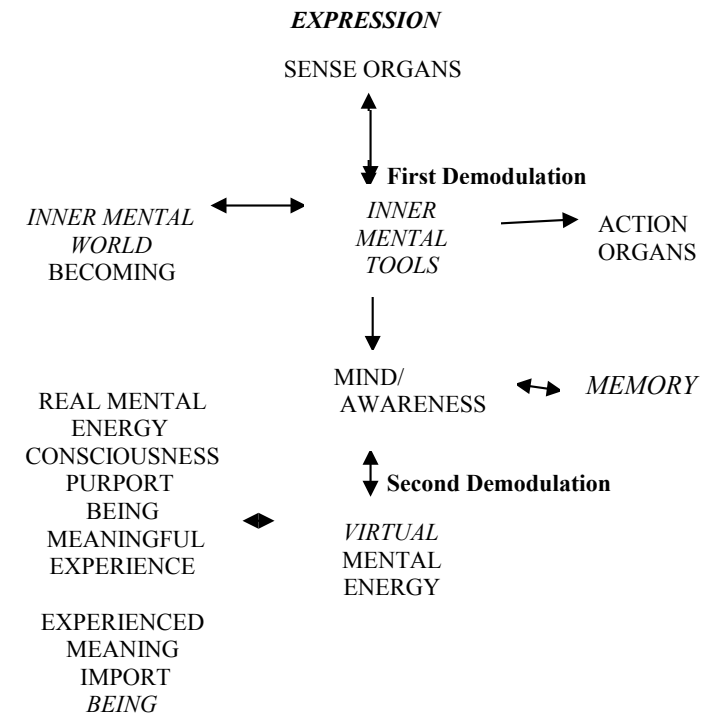 EXPRESSION
SENSE ORGANS
First Demodulation
INNER MENTAL
WORLD
BECOMING
INNER
MENTAL
TOOLS
ACTION
ORGANS
MIND/
AWARENESS
MEMORY
REAL MENTAL
ENERGY
CONSCIOUSNESS
PURPORT
BEING
MEANINGFUL
EXPERIENCE
Second Demodulation
VIRTUAL
MENTAL
ENERGY
EXPERIENCED
MEANING
IMPORT
BEING